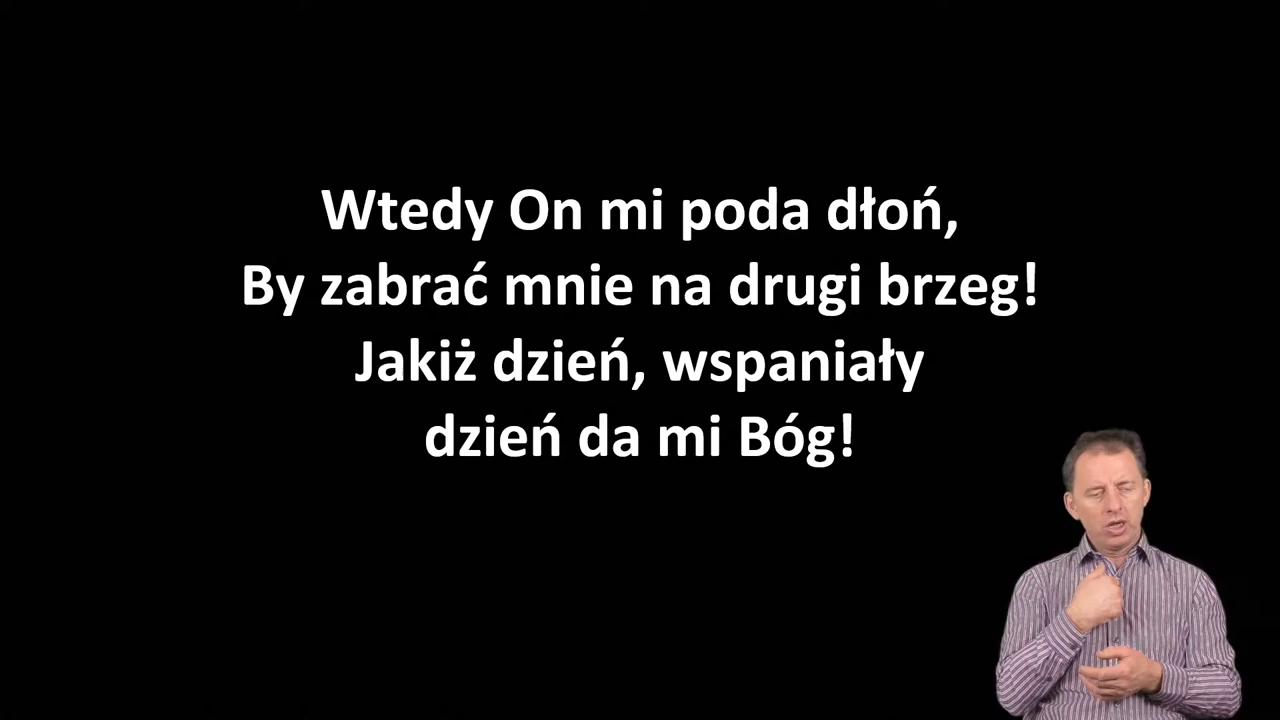 Wtedy On mi poda dłoń,
By zabrać mnie na drugi brzeg!
Jakiż dzień, wspaniały
dzień da mi Bóg!